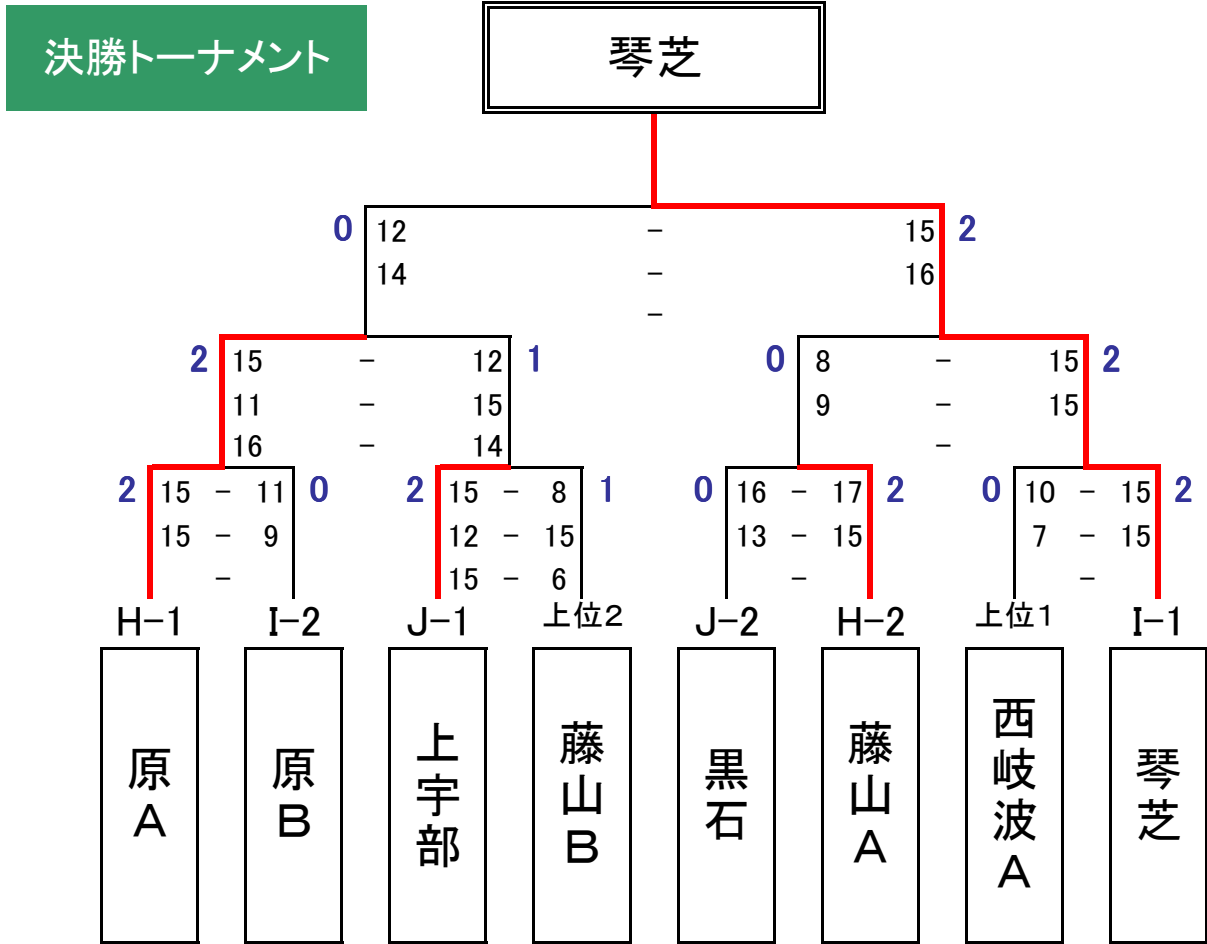 決勝トーナメント
琴芝
0 12 - 15 2
14 - 16
-
2 15 - 12 1 0 8 - 15 2
11 - 15 9 - 15
16 - 14 -
2 15 - 11 0 2 15 - 8 1 0 16 - 17 2 0 10 - 15 2
15 - 9 12 - 15 13 - 15 7 - 15
- 15 - 6 - -
H-1 I-2 J-1 上位2 J-2 H-2 上位1 I-1
原A
原B
上宇部
藤山B
黒石
藤山A
西岐波A
琴芝